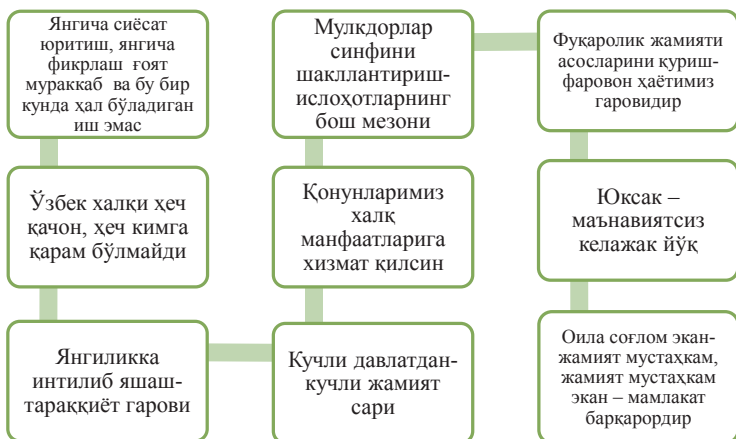 Янгича сиёсат
юритиш, янгича
фикрлаш  ғоят
мураккаб  ва бу бир
кунда ҳал бўладиган
иш эмас
Ўзбек халқи ҳеч
қачон, ҳеч кимга
қарам бўлмайди
Янгиликка
интилиб яшаш-
тараққиёт гарови
Кучли давлатдан-
кучли жамият
сари
Қонунларимиз
халқ
манфаатларига
хизмат қилсин
Мулкдорлар
синфини
шакллантириш-
ислоҳотларнинг
бош мезони
Фуқаролик жамияти
асосларини қуриш-
фаровон ҳаётимиз
гаровидир
Юксак –
маънавиятсиз
келажак йўқ
Оила соғлом экан-
жамият мустаҳкам,
жамият мустаҳкам
экан – мамлакат
барқарордир